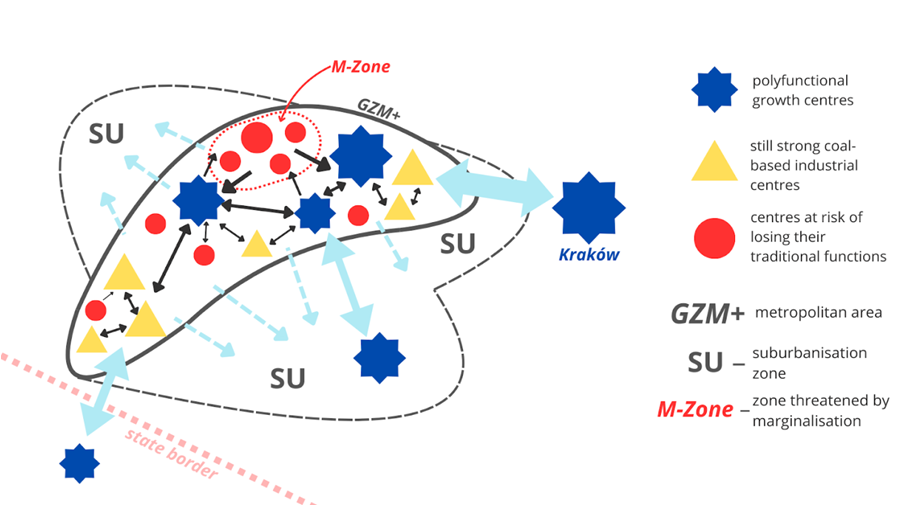 M-Zone
GZM+
SU
SU
Kraków
SU
state border
polyfunctional
growth centres
still strong coal-
based industrial
centres
centres at risk of
losing their
traditional functions
GZM+ metropolitan area
SU – suburbanisation
zone
M-Zone – zone threatened by
marginalisation